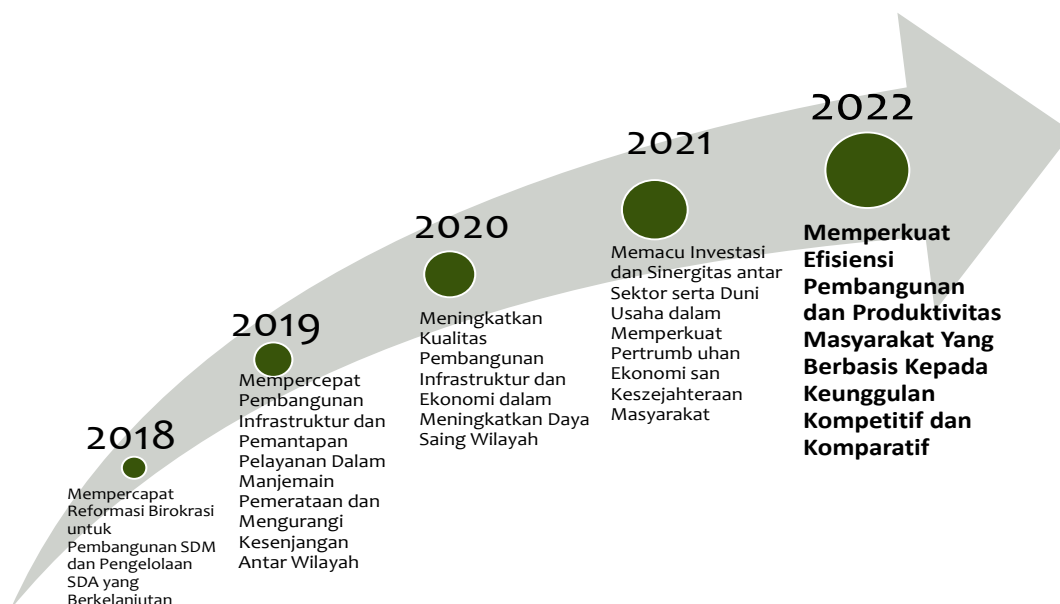 2018
Mempercapat
Reformasi Birokrasi
untuk
Pembangunan SDM
dan Pengelolaan
SDA yang
Berkelanjutan
2019
Mempercepat
Pembangunan
Infrastruktur dan
Pemantapan
Pelayanan Dalam
Manjemain
Pemerataan dan
Mengurangi
Kesenjangan
Antar Wilayah
2020
Meningkatkan
Kualitas
Pembangunan
Infrastruktur dan
Ekonomi dalam
Meningkatkan Daya
Saing Wilayah
2021
Memacu Investasi
dan Sinergitas antar
Sektor serta Duni
Usaha dalam
Memperkuat
Pertrumb uhan
Ekonomi san
Keszejahteraan
Masyarakat
2022
Memperkuat
Efisiensi
Pembangunan
dan Produktivitas
Masyarakat Yang
Berbasis Kepada
Keunggulan
Kompetitif dan
Komparatif